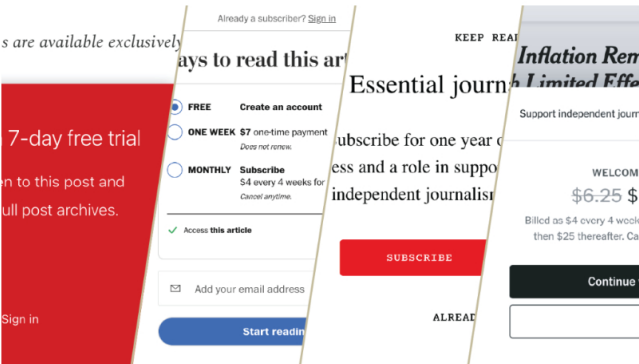 s are available exclusively
7-day free trial
en to this post and
ull post archives.
Sign in
Already a subscriber? Sign in
ays to read this art
FREE Create an account
ONE WEEK $7 one-time payment
Does not renew.
MONTHLY Subscribe
$4 every 4 weeks for
Cancel anytime.
Access this article
Add your email address
Start readin
KEEP REA
Essential journ
ubscribe for one year o
ess and a role in suppo
independent journalis
SUBSCRIBE
ALREAD
Inflation Rem
h Limited Effe
Support independent journ
WELCOM
$6.25 $
Billed as $4 every 4 week
then $25 thereafter. Ca
Continue